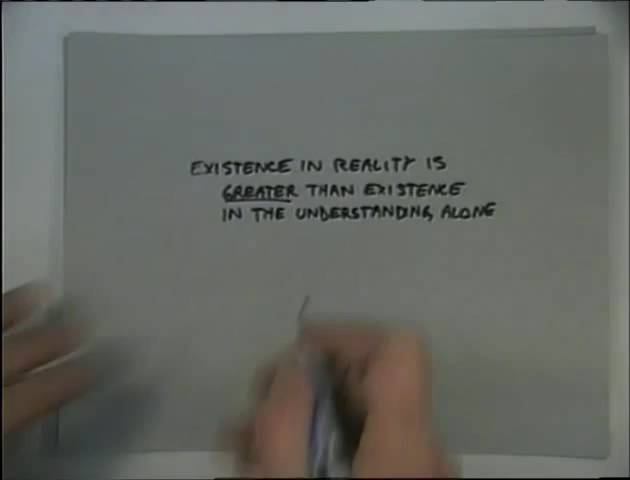 EXISTENCE IN REALITY IS
GREATER THAN EXISTENCE
IN THE UNDERSTANDING ALONE